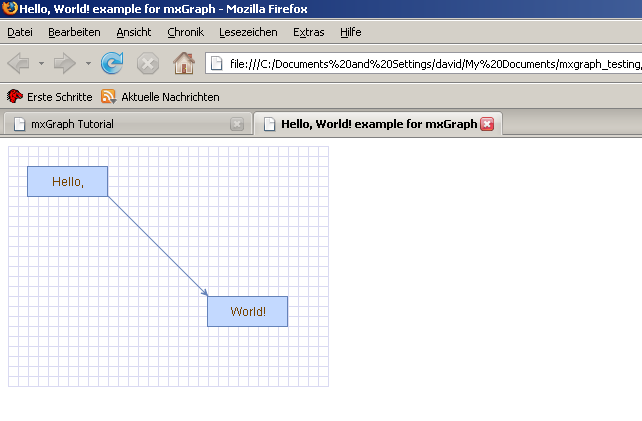 Hello, World! example for mxGraph - Mozilla Firefox
Datei Bearbeiten Ansicht Chronik Lesezeichen Extras Hilfe
file:///C:/Documents%20and%20Settings/david/My%20Documents/mxgraph_testing/
Erste Schritte Aktuelle Nachrichten
mxGraph Tutorial Hello, World! example for mxGraph
Hello,
World!